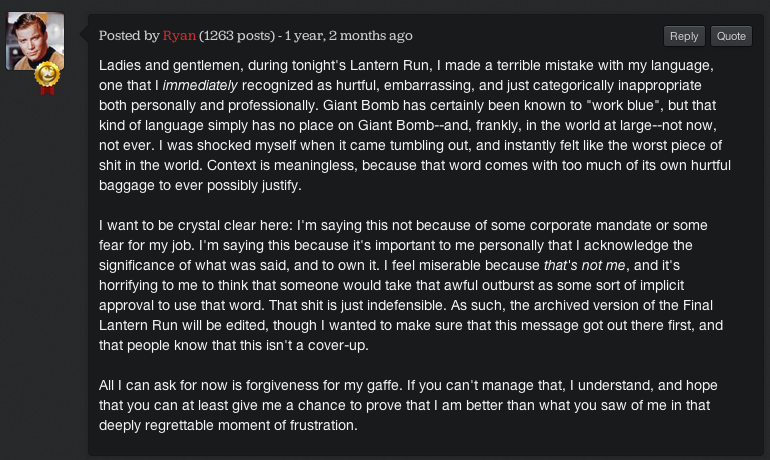 Posted by Ryan (1263 posts) - 1 year, 2 months ago
Reply
Quote
Ladies and gentlemen, during tonight's Lantern Run, I made a terrible mistake with my language,
one that I immediately recognized as hurtful, embarrassing, and just categorically inappropriate
both personally and professionally. Giant Bomb has certainly been known to "work blue", but that
kind of language simply has no place on Giant Bomb--and, frankly, in the world at large--not now,
not ever. I was shocked myself when it came tumbling out, and instantly felt like the worst piece of
shit in the world. Context is meaningless, because that word comes with too much of its own hurtful
baggage to ever possibly justify.
I want to be crystal clear here: I'm saying this not because of some corporate mandate or some
fear for my job. I'm saying this because it's important to me personally that I acknowledge the
significance of what was said, and to own it. I feel miserable because that's not me, and it's
horrifying to me to think that someone would take that awful outburst as some sort of implicit
approval to use that word. That shit is just indefensible. As such, the archived version of the Final
Lantern Run will be edited, though I wanted to make sure that this message got out there first, and
that people know that this isn't a cover-up.
All I can ask for now is forgiveness for my gaffe. If you can't manage that, I understand, and hope
that you can at least give me a chance to prove that I am better than what you saw of me in that
deeply regrettable moment of frustration.